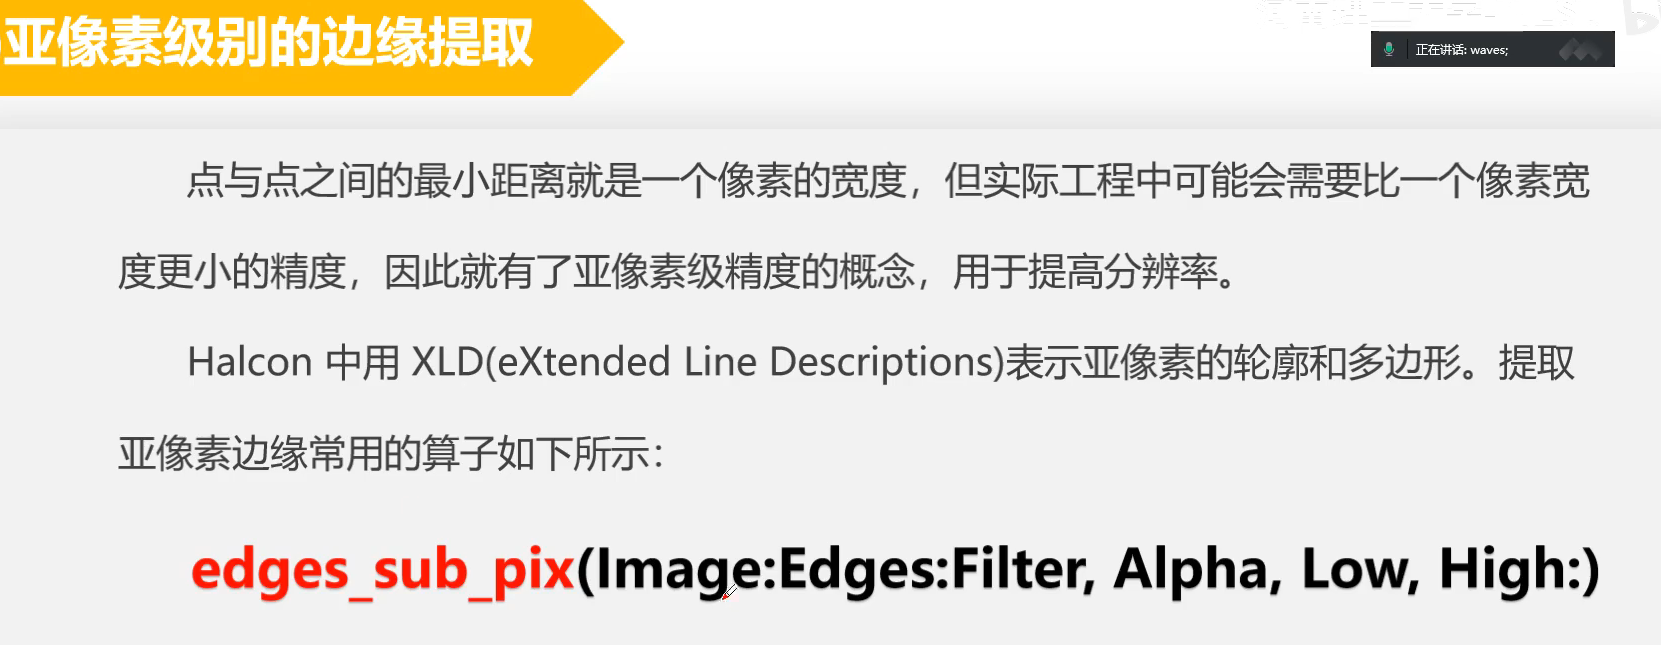 亚像素级别的边缘提取
正在讲话: waves;
点与点之间的最小距离就是一个像素的宽度，但实际工程中可能会需要比一个像素宽
度更小的精度，因此就有了亚像素级精度的概念，用于提高分辨率。
Halcon 中用 XLD(eXtended Line Descriptions)表示亚像素的轮廓和多边形。提取
亚像素边缘常用的算子如下所示：
edges_sub_pix(Image:Edges:Filter, Alpha, Low, High:)